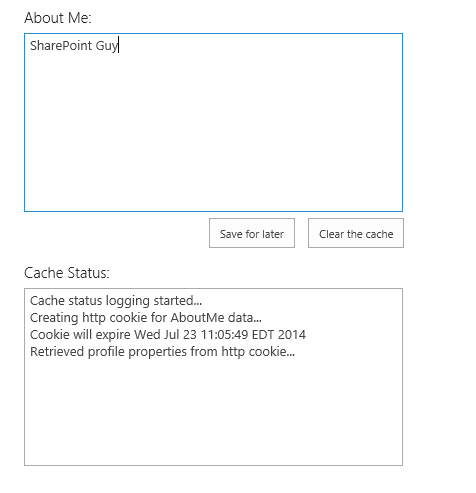 About Me:
SharePoint Guy
Save for later
Clear the cache
Cache Status:
Cache status logging started...
Creating http cookie for AboutMe data...
Cookie will expire Wed Jul 23 11:05:49 EDT 2014
Retrieved profile properties from http cookie...